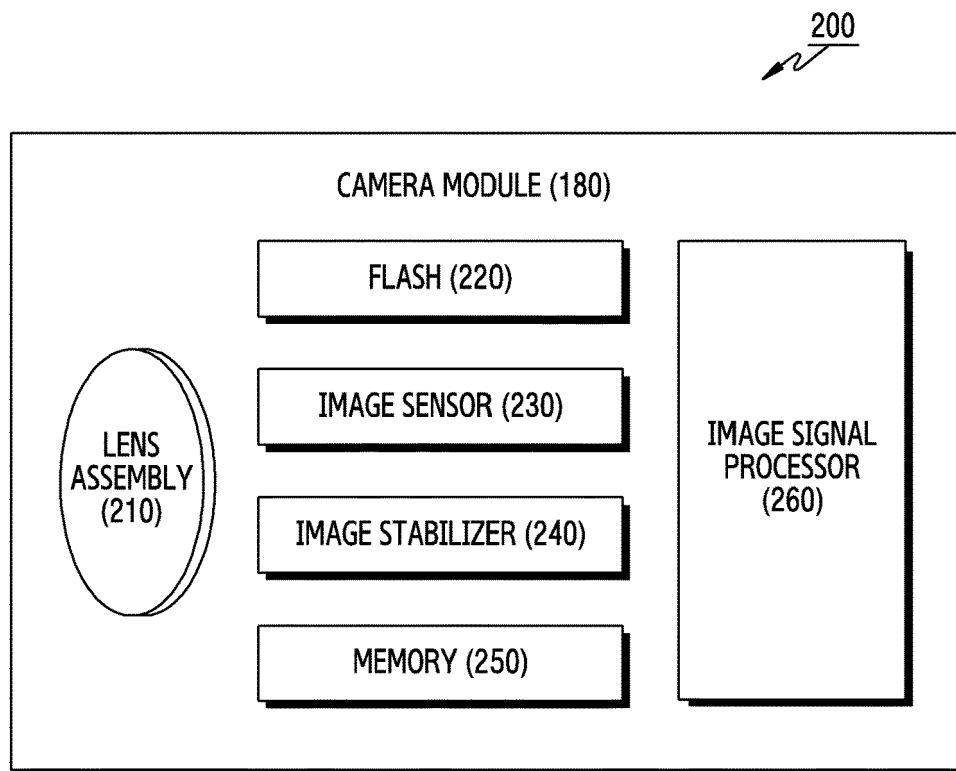 200
CAMERA MODULE (180)
FLASH (220)
IMAGE SENSOR (230)
IMAGE STABILIZER (240)
MEMORY (250)
LENS
ASSEMBLY
(210)
IMAGE SIGNAL
PROCESSOR
(260)